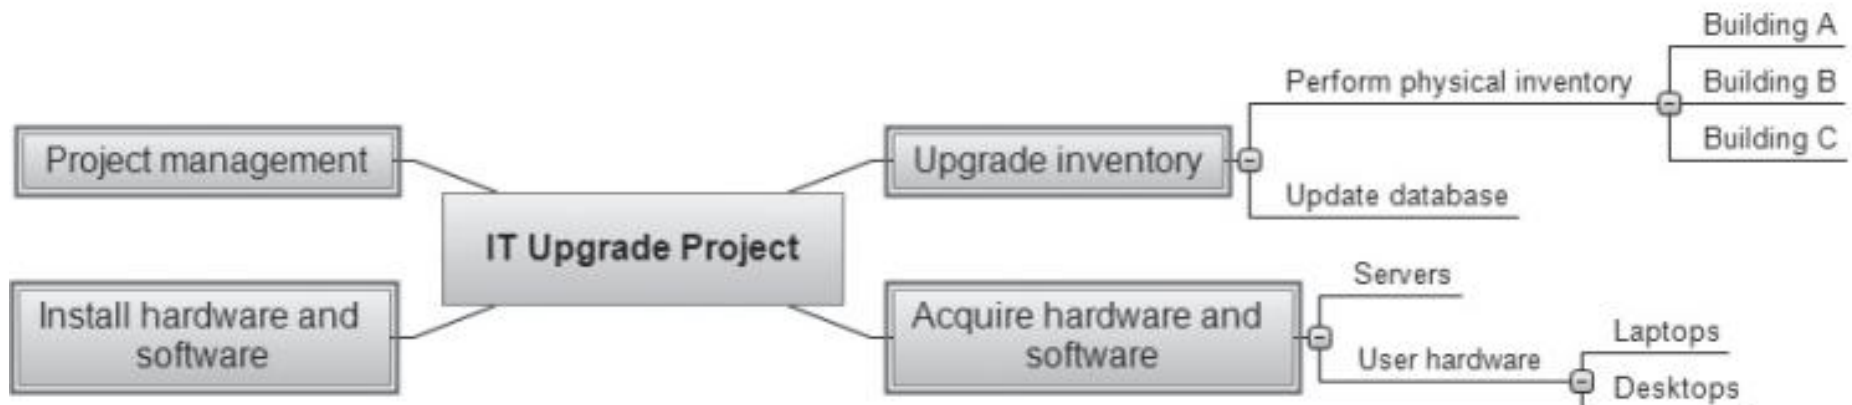 Building A
Perform physical inventory
Building B
Building C
Project management
Upgrade inventory
Update database
IT Upgrade Project
Servers
Install hardware and
software
Acquire hardware and
software
Laptops
User hardware
Desktops